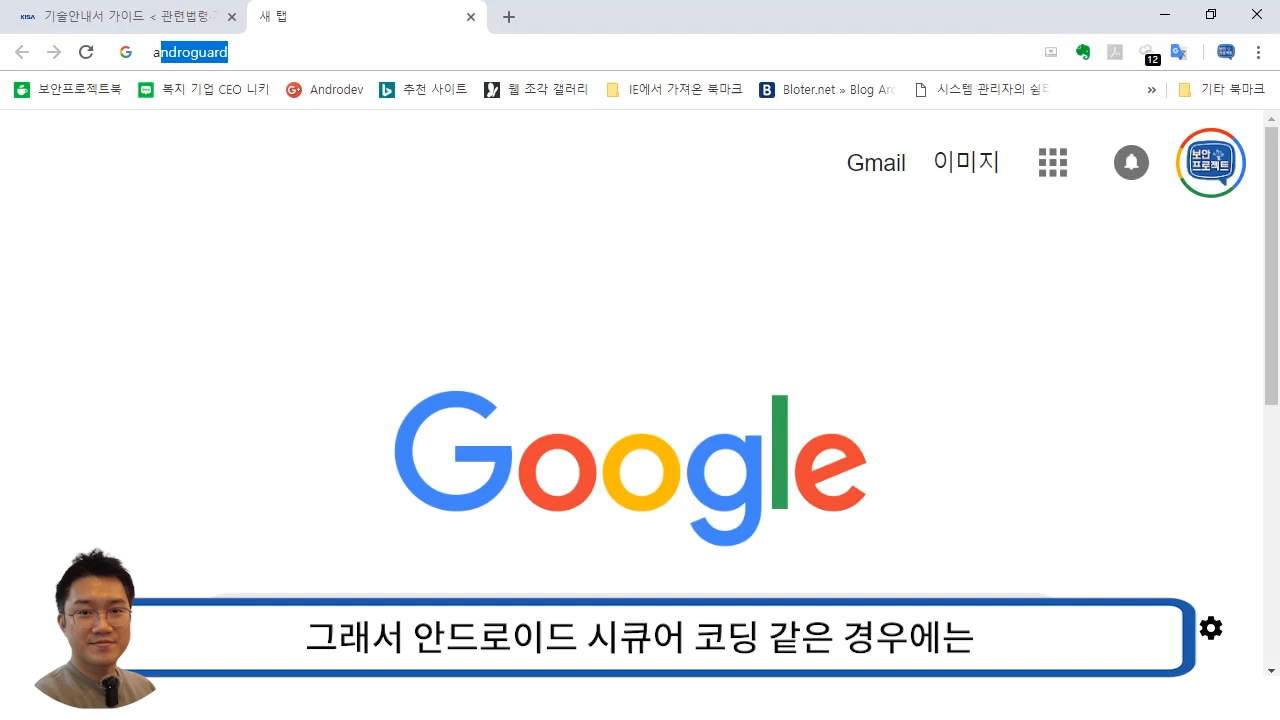 KISA 기술안내서 가이드 < 관련법령·
새 탭
androguard
12
보안프로젝트북
복지 기업 CEO 니키
Androdev
추천 사이트
웹 조각 갤러리
IE에서 가져온 북마크
Bloter.net » Blog Arc
시스템 관리자의 쉼터
»
기타 북마크
Gmail
이미지
보안
프로젝트
Google
그래서 안드로이드 시큐어 코딩 같은 경우에는